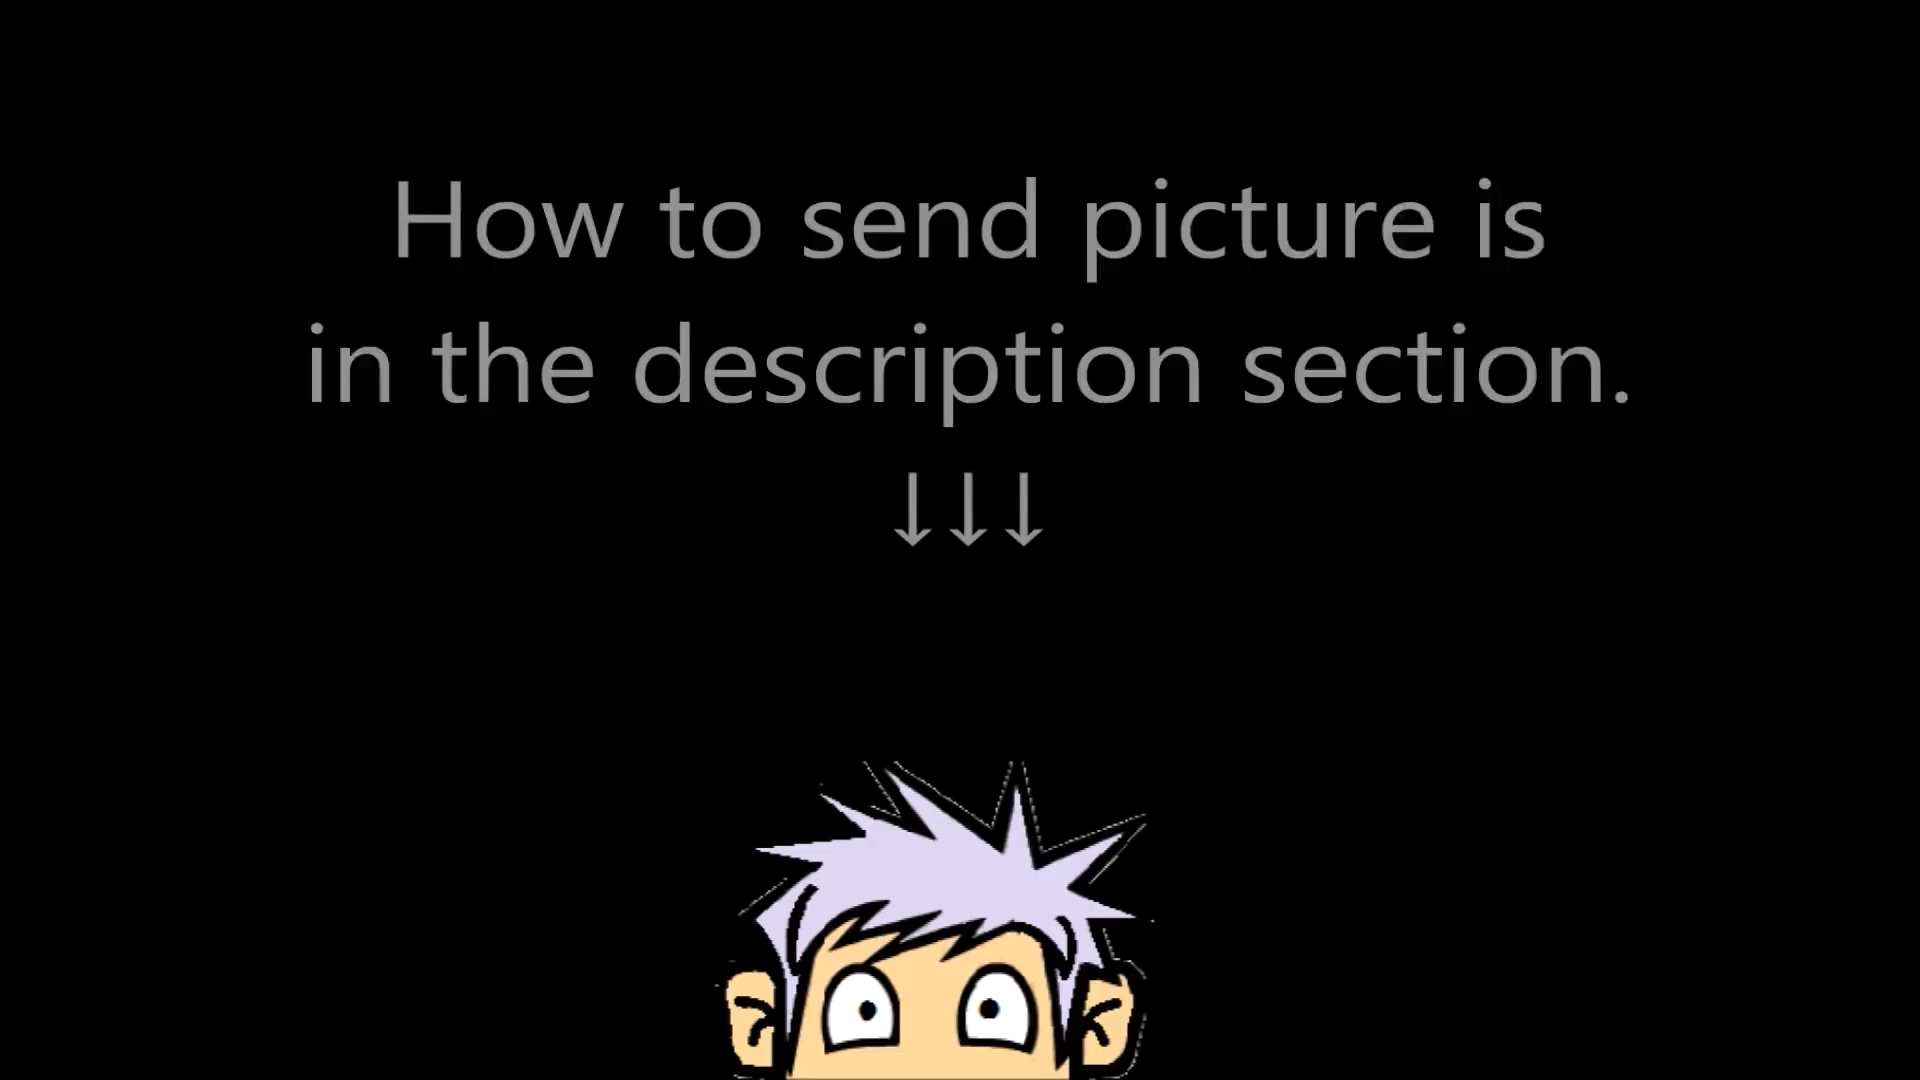 How to send picture is
in the description section.
↓↓↓